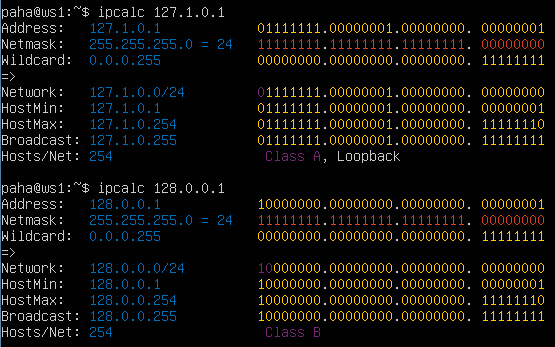 paha@ws1:~$ ipcalc 127.1.0.1
Address:   127.1.0.1            01111111.00000001.00000000. 00000001
Netmask:   255.255.255.0 = 24   11111111.11111111.11111111. 00000000
Wildcard:  0.0.0.255            00000000.00000000.00000000. 11111111
=>
Network:   127.1.0.0/24         01111111.00000001.00000000. 00000000
HostMin:   127.1.0.1            01111111.00000001.00000000. 00000001
HostMax:   127.1.0.254          01111111.00000001.00000000. 11111110
Broadcast: 127.1.0.255          01111111.00000001.00000000. 11111111
Hosts/Net: 254                   Class A, Loopback
paha@ws1:~$ ipcalc 128.0.0.1
Address:   128.0.0.1            10000000.00000000.00000000. 00000001
Netmask:   255.255.255.0 = 24   11111111.11111111.11111111. 00000000
Wildcard:  0.0.0.255            00000000.00000000.00000000. 11111111
=>
Network:   128.0.0.0/24         10000000.00000000.00000000. 00000000
HostMin:   128.0.0.1            10000000.00000000.00000000. 00000001
HostMax:   128.0.0.254          10000000.00000000.00000000. 11111110
Broadcast: 128.0.0.255          10000000.00000000.00000000. 11111111
Hosts/Net: 254                   Class B